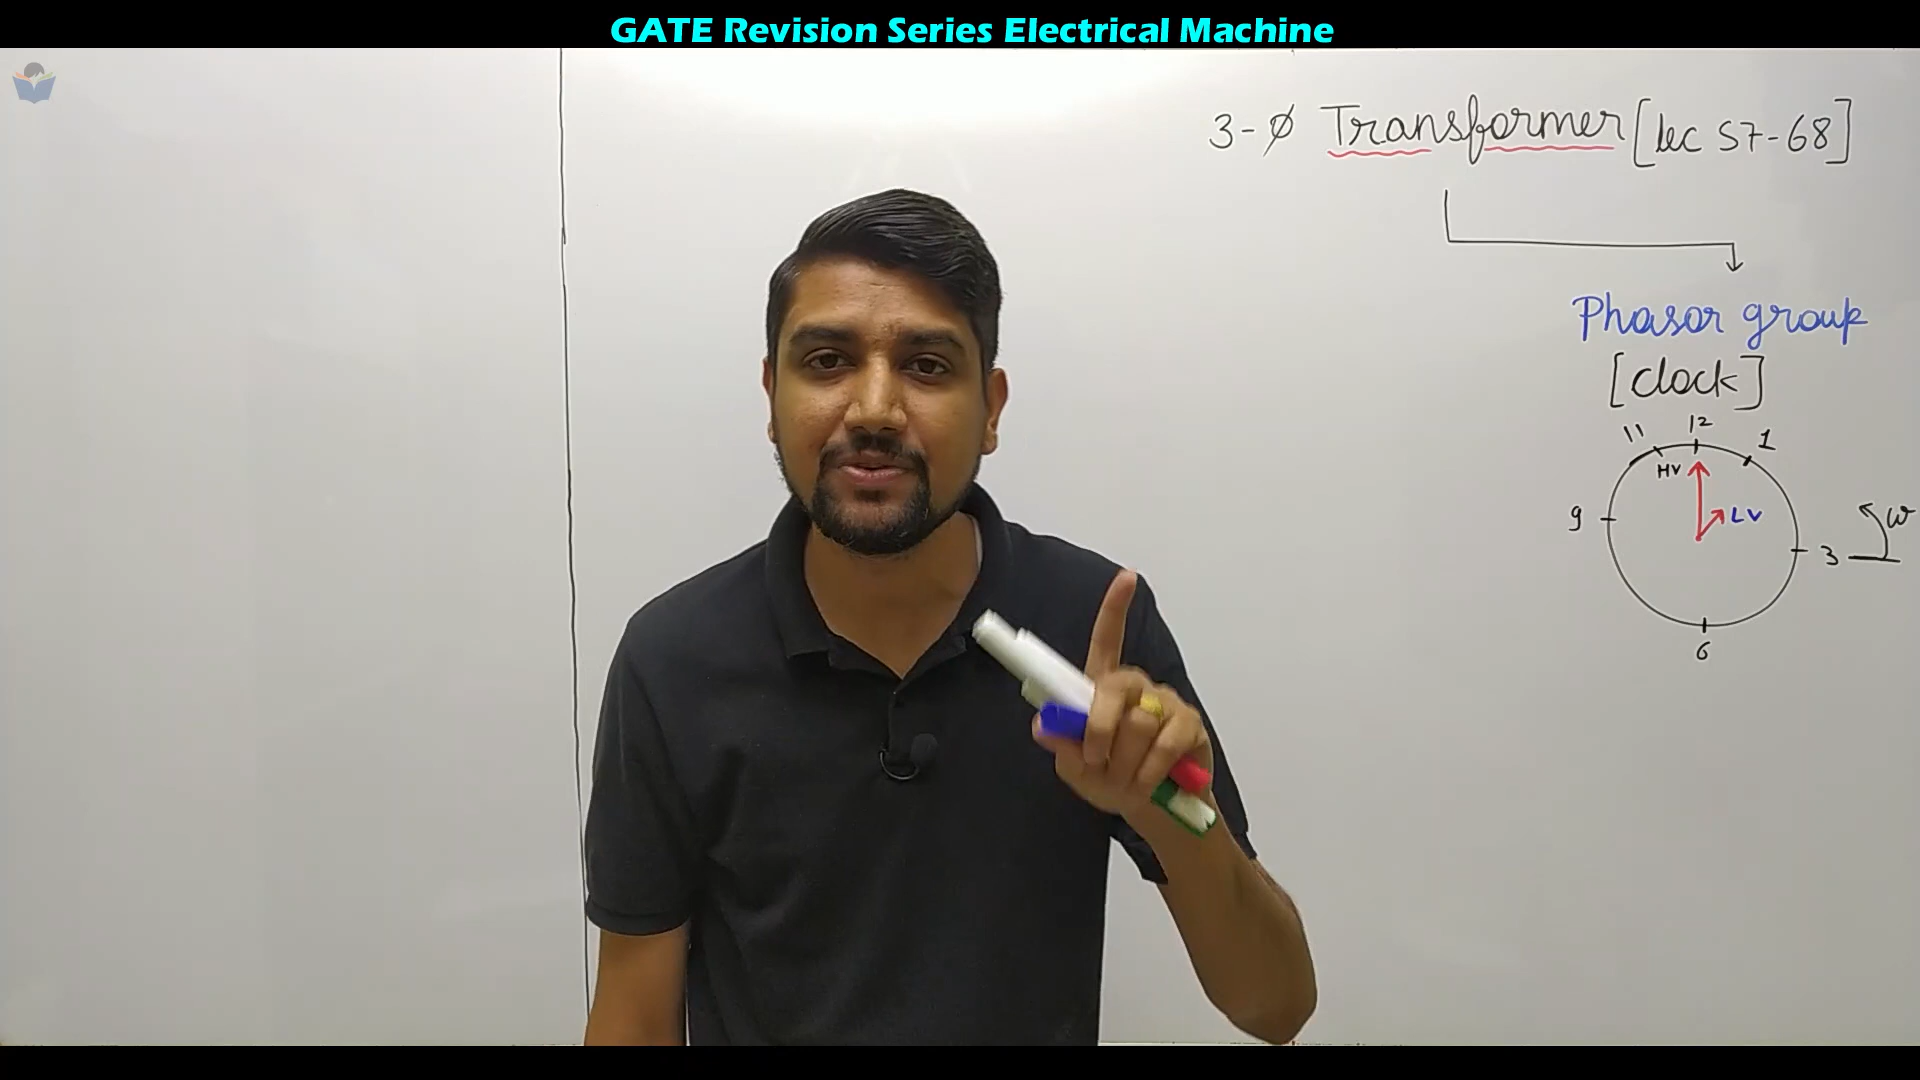 GATE Revision Series Electrical Machine
3-Ø Transformer [lec 57-68]
Phasor group
[clock]
11 12 1
HV
9 LV ω
3
6